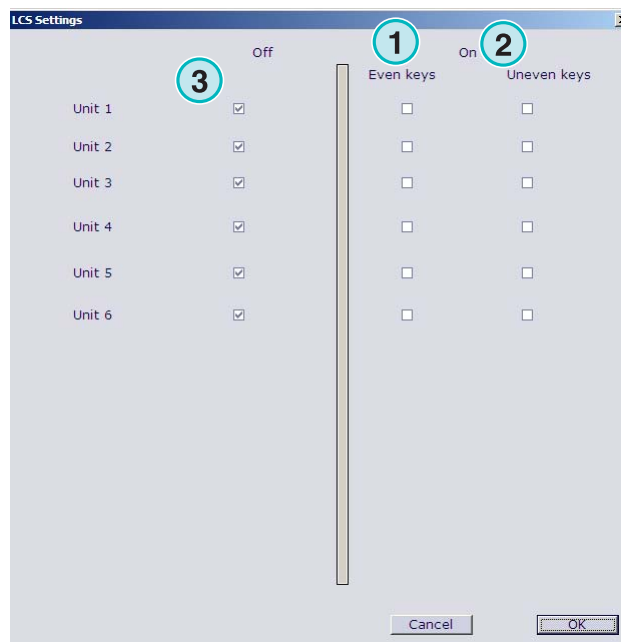 LCS Settings
Off 1 On 2
3 Even keys Uneven keys
Unit 1
Unit 2
Unit 3
Unit 4
Unit 5
Unit 6
Cancel OK